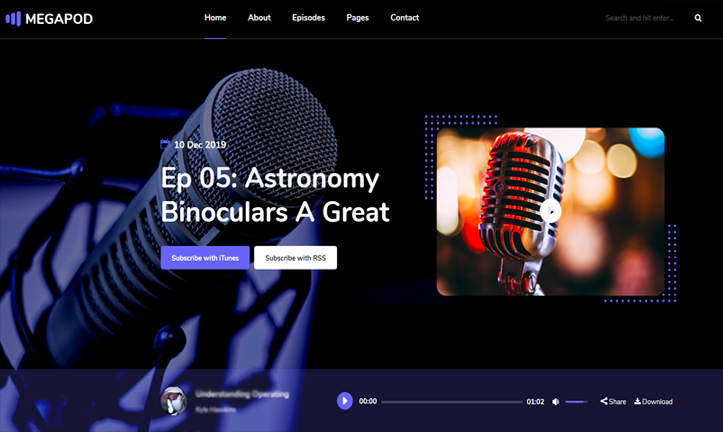 MEGAPOD
Home About Episodes Pages Contact
Search and hit enter...
10 Dec 2019
Ep 05: Astronomy
Binoculars A Great
Subscribe with iTunes Subscribe with RSS
Understanding Operating
Kyle Hawkins
00:00 01:02 Share Download